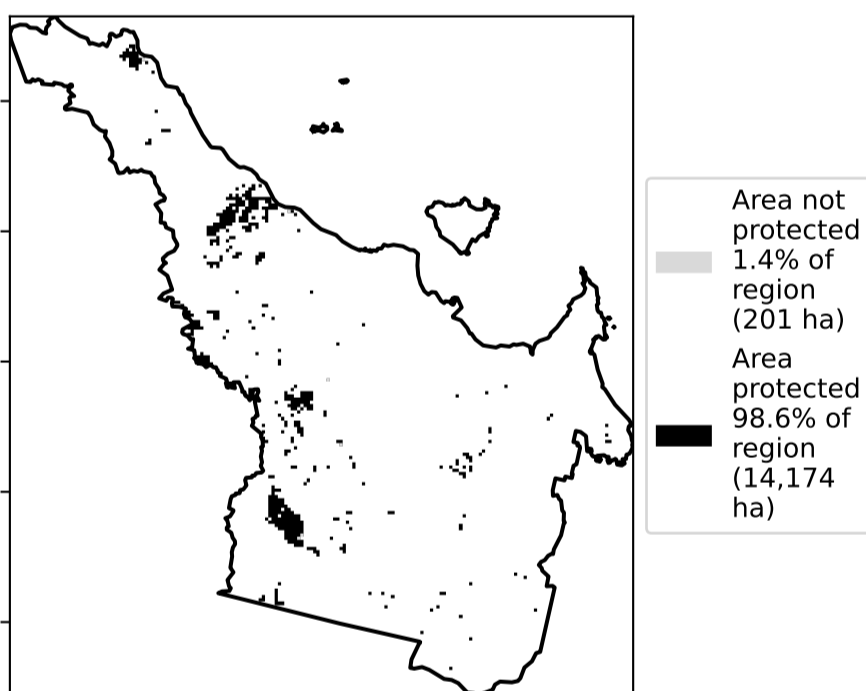 Area not
protected
1.4% of
region
(201 ha)
Area
protected
98.6% of
region
(14,174
ha)